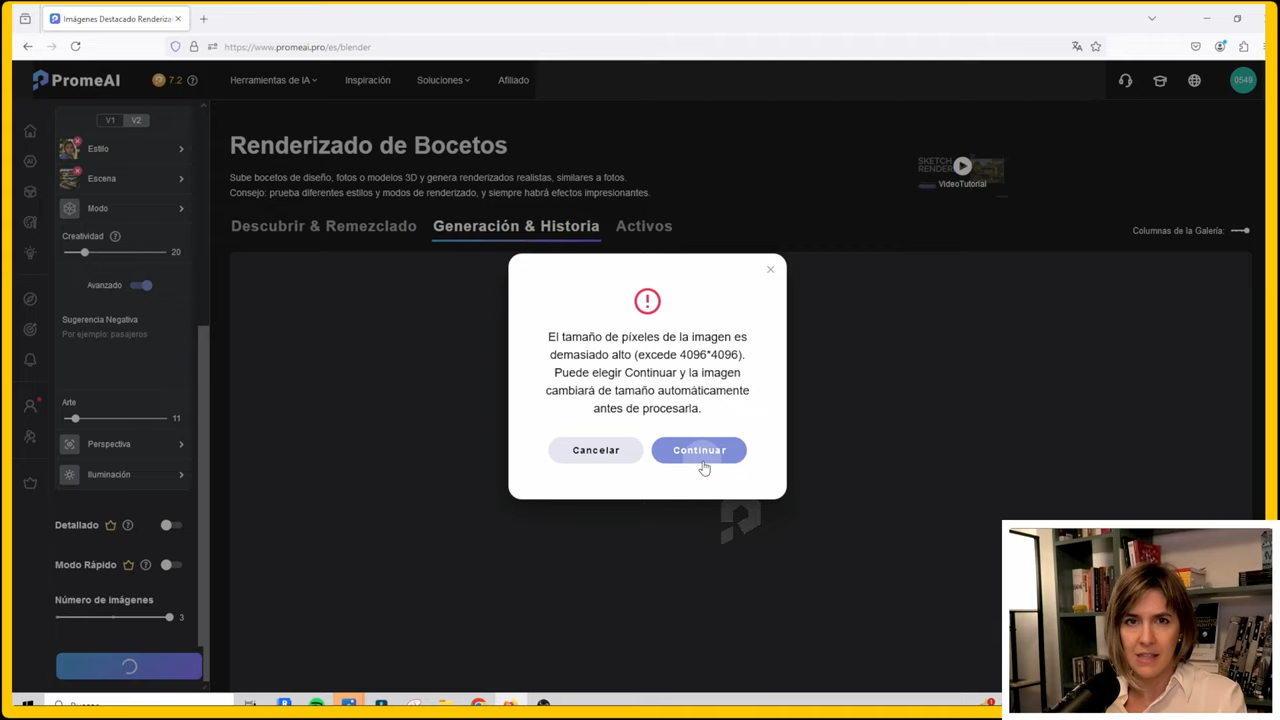 Imágenes Destacado Renderiza
https://www.promeai.pro/es/blender
PromeAI
7.2
Herramientas de IA
Inspiración
Soluciones
Afiliado
0549
V1 V2
Estilo
Escena
Modo
Creatividad
20
Avanzado
Sugerencia Negativa
Por ejemplo: pasajeros
Arte
11
Perspectiva
Iluminación
Detallado
Modo Rápido
Número de imágenes
3
Renderizado de Bocetos
Sube bocetos de diseño, fotos o modelos 3D y genera renderizados realistas, similares a fotos.
Consejo: prueba diferentes estilos y modos de renderizado, y siempre habrá efectos impresionantes.
SKETCH
RENDER
VideoTutorial
Descubrir & Remezclado Generación & Historia Activos
Columnas de la Galería:
El tamaño de píxeles de la imagen es
demasiado alto (excede 4096*4096).
Puede elegir Continuar y la imagen
cambiará de tamaño automáticamente
antes de procesarla.
Cancelar Continuar